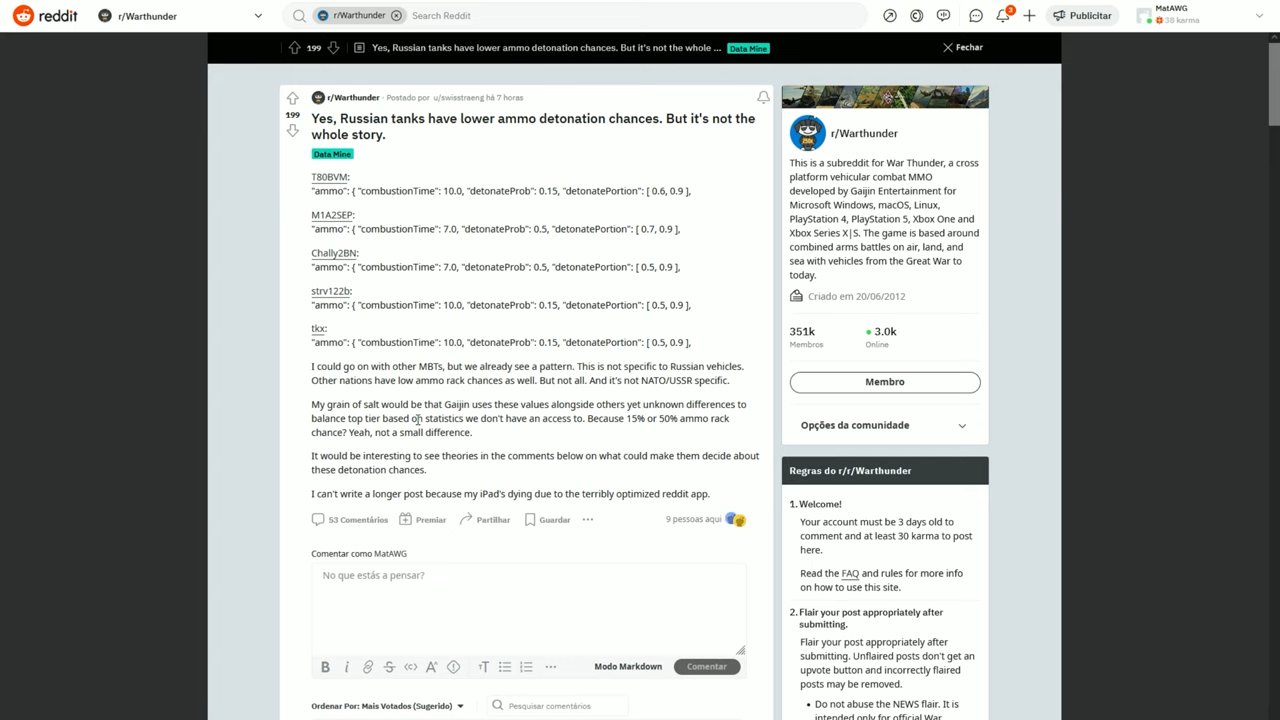 reddit
r/Warthunder
r/Warthunder
Search Reddit
3
Publicitar
MatAWG
38 karma
199
Yes, Russian tanks have lower ammo detonation chances. But it's not the whole ...
Data Mine
Fechar
r/Warthunder · Postado por u/swisstraeng há 7 horas
199
Yes, Russian tanks have lower ammo detonation chances. But it's not the
whole story.
Data Mine
T80BVM:
"ammo": { "combustionTime": 10.0, "detonateProb": 0.15, "detonatePortion": [ 0.6, 0.9 ],
M1A2SEP:
"ammo": { "combustionTime": 7.0, "detonateProb": 0.5, "detonatePortion": [ 0.7, 0.9 ],
Chally2BN:
"ammo": { "combustionTime": 7.0, "detonateProb": 0.5, "detonatePortion": [ 0.5, 0.9 ],
strv122b:
"ammo": { "combustionTime": 10.0, "detonateProb": 0.15, "detonatePortion": [ 0.5, 0.9 ],
tkx:
"ammo": { "combustionTime": 10.0, "detonateProb": 0.15, "detonatePortion": [ 0.5, 0.9 ],
I could go on with other MBTs, but we already see a pattern. This is not specific to Russian vehicles.
Other nations have low ammo rack chances as well. But not all. And it's not NATO/USSR specific.
My grain of salt would be that Gaijin uses these values alongside others yet unknown differences to
balance top tier based on statistics we don't have an access to. Because 15% or 50% ammo rack
chance? Yeah, not a small difference.
It would be interesting to see theories in the comments below on what could make them decide about
these detonation chances.
I can't write a longer post because my iPad's dying due to the terribly optimized reddit app.
53 Comentários
Premiar
Partilhar
Guardar
9 pessoas aqui
Comentar como MatAWG
No que estás a pensar?
Modo Markdown
Comentar
Ordenar Por: Mais Votados (Sugerido)
Pesquisar comentários
r/Warthunder
This is a subreddit for War Thunder, a cross
platform vehicular combat MMO
developed by Gaijin Entertainment for
Microsoft Windows, macOS, Linux,
PlayStation 4, PlayStation 5, Xbox One and
Xbox Series X|S. The game is based around
combined arms battles on air, land, and
sea with vehicles from the Great War to
today.
Criado em 20/06/2012
351k
Membros
3.0k
Online
Membro
Opções da comunidade
Regras do r/r/Warthunder
1. Welcome!
Your account must be 3 days old to
comment and at least 30 karma to post
here.
Read the FAQ and rules for more info
on how to use this site.
2. Flair your post appropriately after
submitting.
Flair your post appropriately after
submitting. Unflaired posts don't get an
upvote button and incorrectly flaired
posts may be removed.
• Do not abuse the NEWS flair. It is
intended only for official War